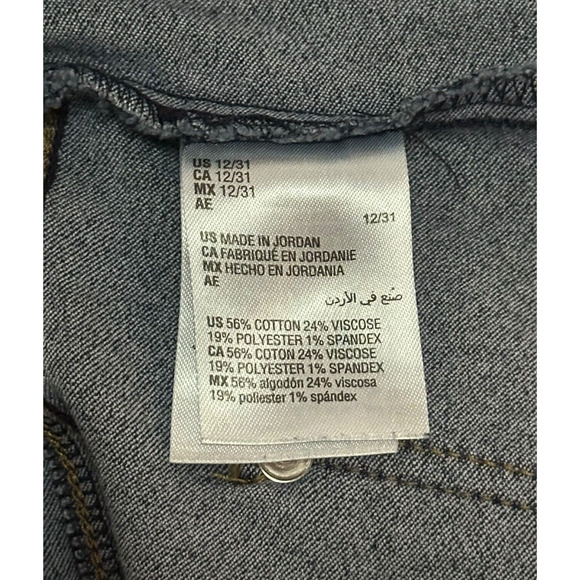 US 12/31
CA 12/31
MX 12/31
AE
12/31
US MADE IN JORDAN
CA FABRIQUÉ EN JORDANIE
MX HECHO EN JORDANIA
AE
صُنع في الأردن
US 56% COTTON 24% VISCOSE
19% POLYESTER 1% SPANDEX
CA 56% COTON 24% VISCOSE
19% POLYESTER 1% SPANDEX
MX 56% algodón 24% viscosa
19% poliester 1% spándex